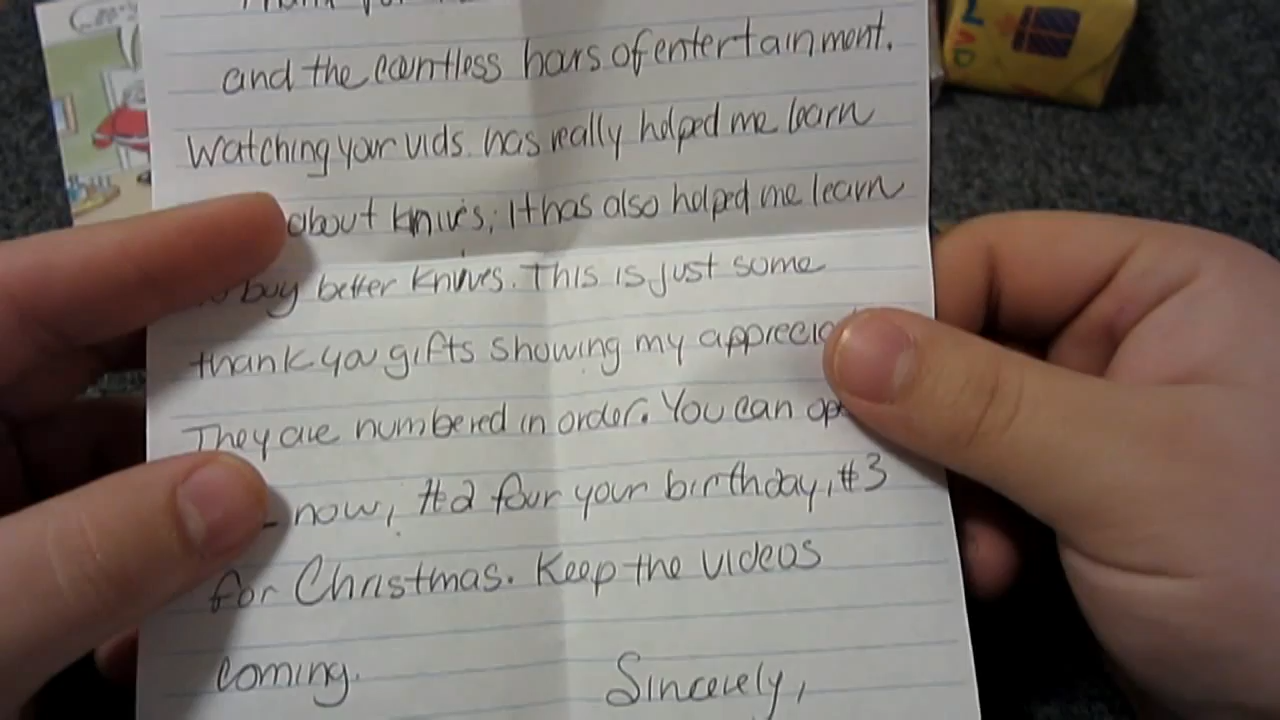 and the countless hours of entertainment.
Watching your vids. has really helped me learn
about knives, It has also helped me learn
buy better knives. This is just some
thank you gifts showing my
They are numbered in order. You can
now, #2 four your birthday, #3
for Christmas. Keep the videos
coming.
Sincerely,